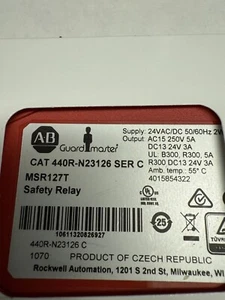 AB
Guardmaster
CAT 440R-N23126 SER C
MSR127T
Safety Relay
Supply: 24VAC/DC 50/60Hz
Output: AC15 250V 5A
DC13 24V 3A
UL: B300, R300, 5A
R300 DC13 24V 3A
Amb. temp.: 55° C
4015854322
25
10611320826927
440R-N23126 C
1070 PRODUCT OF CZECH REPUBLIC
Rockwell Automation, 1201 S 2nd St, Milwaukee, WI